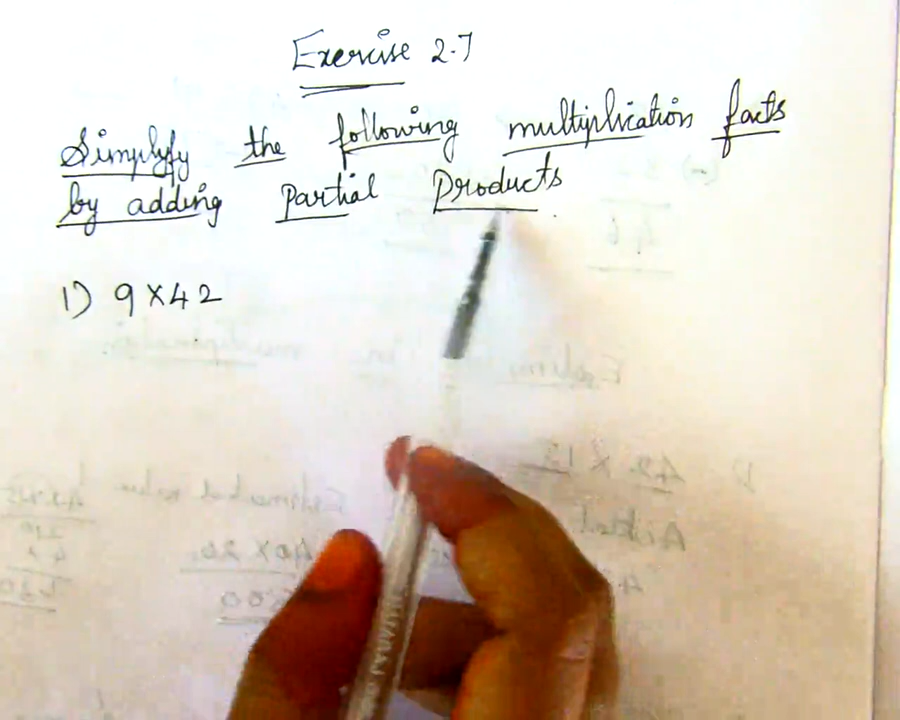 Exercise 2.7
Simplyfy the following multiplication facts
by adding Partial Products.
1) 9×42